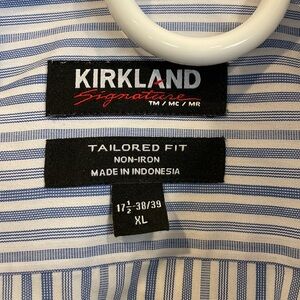 KIRKLAND
Signature
TM / MC / MR
TAILORED FIT
NON-IRON
MADE IN INDONESIA
17½-38/39
XL